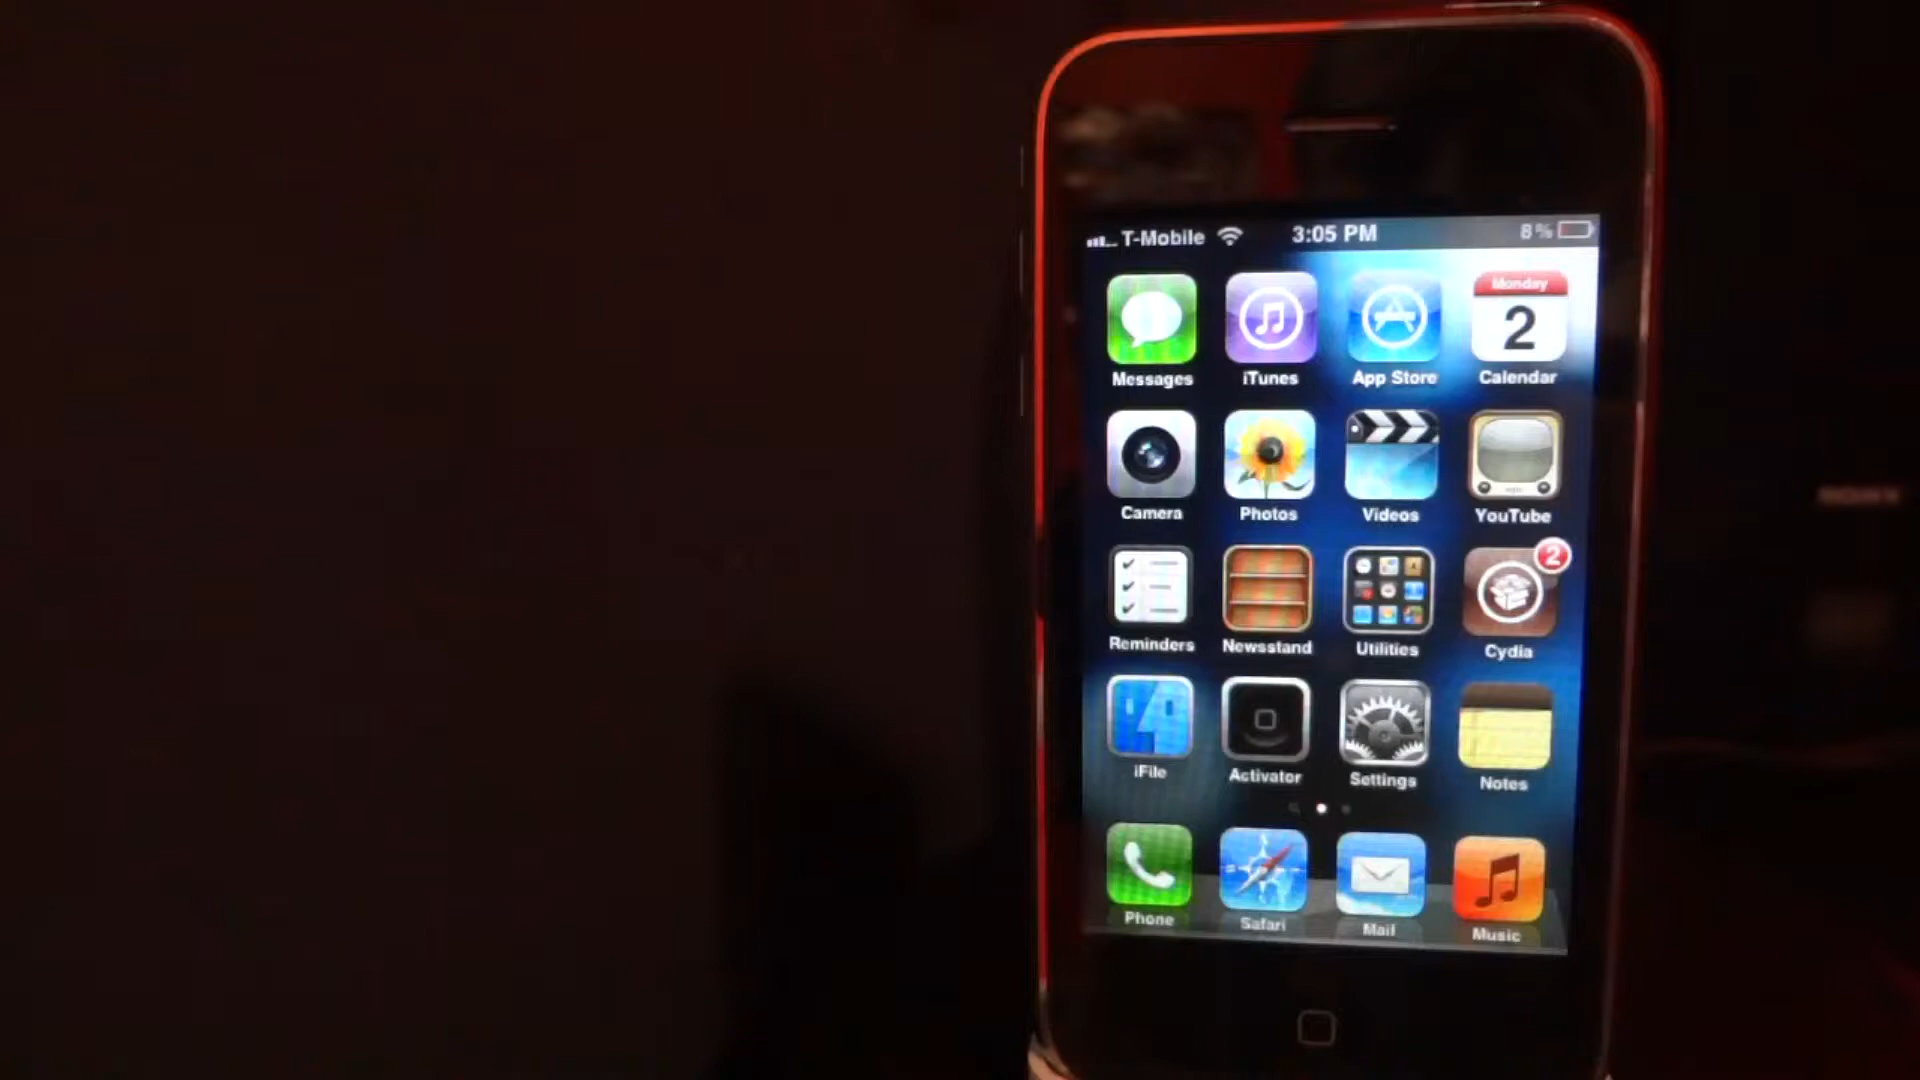 T-Mobile 3:05 PM 8%
Monday
2
Messages iTunes App Store Calendar
Camera Photos Videos YouTube
2
Reminders Newsstand Utilities Cydia
iFile Activator Settings Notes
Phone Safari Mail Music
SONY